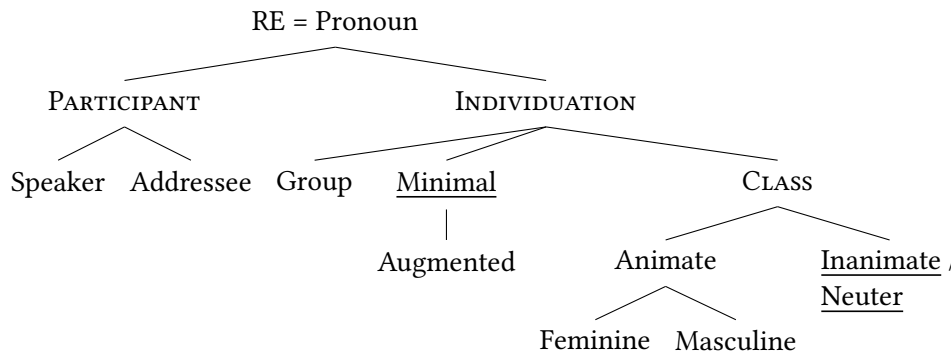 RE = Pronoun
PARTICIPANT INDIVIDUATION
Speaker Addressee Group Minimal CLASS
Augmented Animate Inanimate /
Neuter
Feminine Masculine